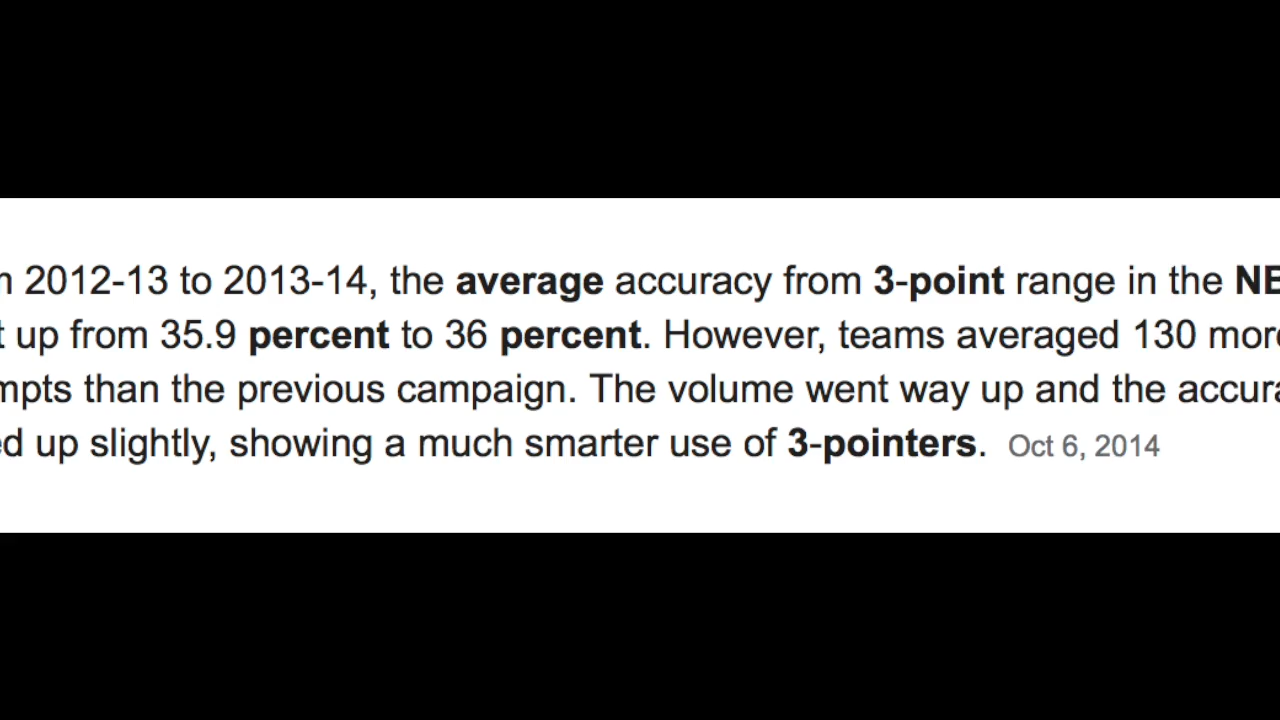 2012-13 to 2013-14, the average accuracy from 3-point range in the
up from 35.9 percent to 36 percent. However, teams averaged 130
than the previous campaign. The volume went way up and the
up slightly, showing a much smarter use of 3-pointers. Oct 6, 2014